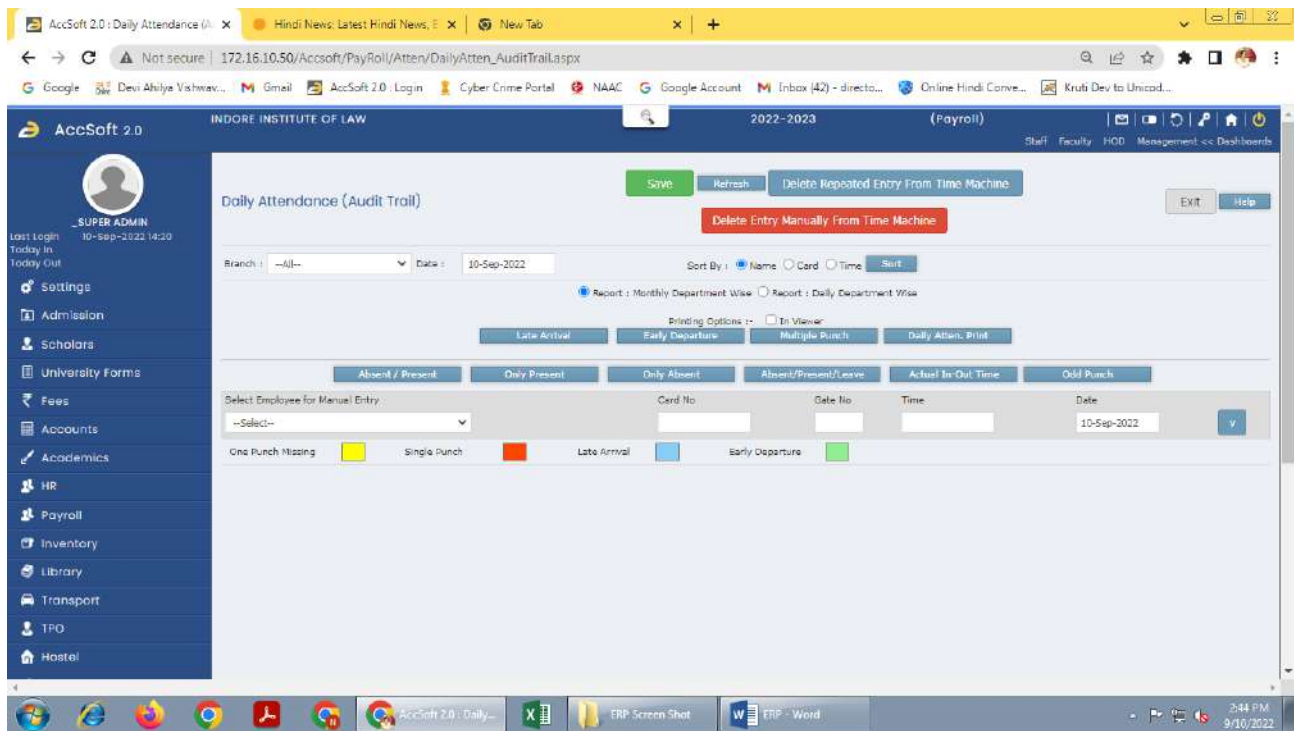 AccSoft 2.0 : Daily Attendance (A
Hindi News: Latest Hindi News, E
New Tab
Not secure | 172.16.10.50/Accsoft/PayRoll/Atten/DailyAtten_AuditTrail.aspx
Google
Devi Ahilya Vishwav...
Gmail
AccSoft 2.0 : Login
Cyber Crime Portal
NAAC
Google Account
Inbox (42) - directo...
Online Hindi Conve...
Kruti Dev to Unicod...
AccSoft 2.0
INDORE INSTITUTE OF LAW
2022-2023
(Payroll)
Staff Faculty HOD Management << Dashboards
_SUPER ADMIN
Last Login 10-Sep-2022 14:20
Today In
Today Out
Settings
Admission
Scholars
University Forms
Fees
Accounts
Academics
HR
Payroll
Inventory
Library
Transport
TPO
Hostel
Daily Attendance (Audit Trail)
Save
Refresh
Delete Repeated Entry From Time Machine
Delete Entry Manually From Time Machine
Exit
Help
Branch : --All-- Date : 10-Sep-2022 Sort By : Name Card Time Sort
Report : Monthly Department Wise Report : Daily Department Wise
Printing Options :- In Viewer
Late Arrival Early Departure Multiple Punch Daily Atten. Print
Absent / Present Only Present Only Absent Absent/Present/Leave Actual In-Out Time Odd Punch
Select Employee for Manual Entry Card No Gate No Time Date
--Select-- 10-Sep-2022 v
One Punch Missing Single Punch Late Arrival Early Departure
AccSoft 2.0 : Daily...
ERP Screen Shot
ERP - Word
2:44 PM
9/10/2022